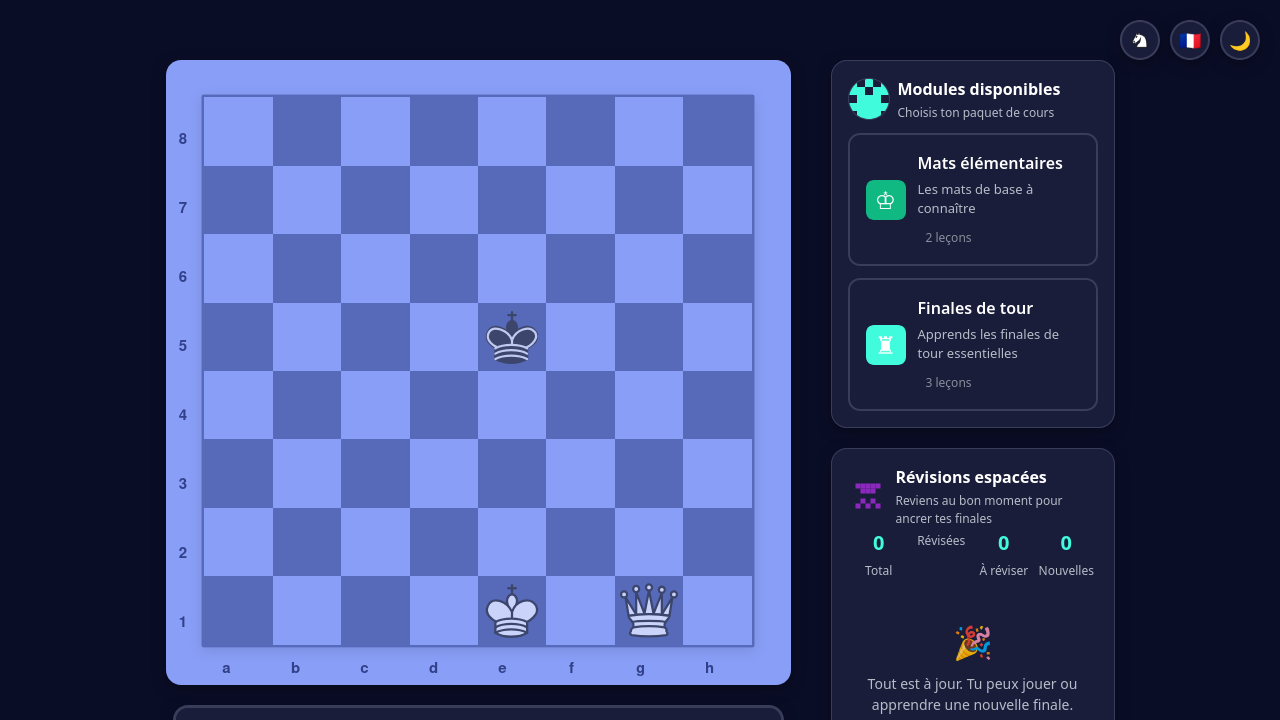 8
7
6
5
4
3
2
1
a b c d e f g h
Modules disponibles
Choisis ton paquet de cours
Mats élémentaires
Les mats de base à
connaître
2 leçons
Finales de tour
Apprends les finales de
tour essentielles
3 leçons
Révisions espacées
Reviens au bon moment pour
ancrer tes finales
0 Révisées 0 0
Total À réviser Nouvelles
Tout est à jour. Tu peux jouer ou
apprendre une nouvelle finale.